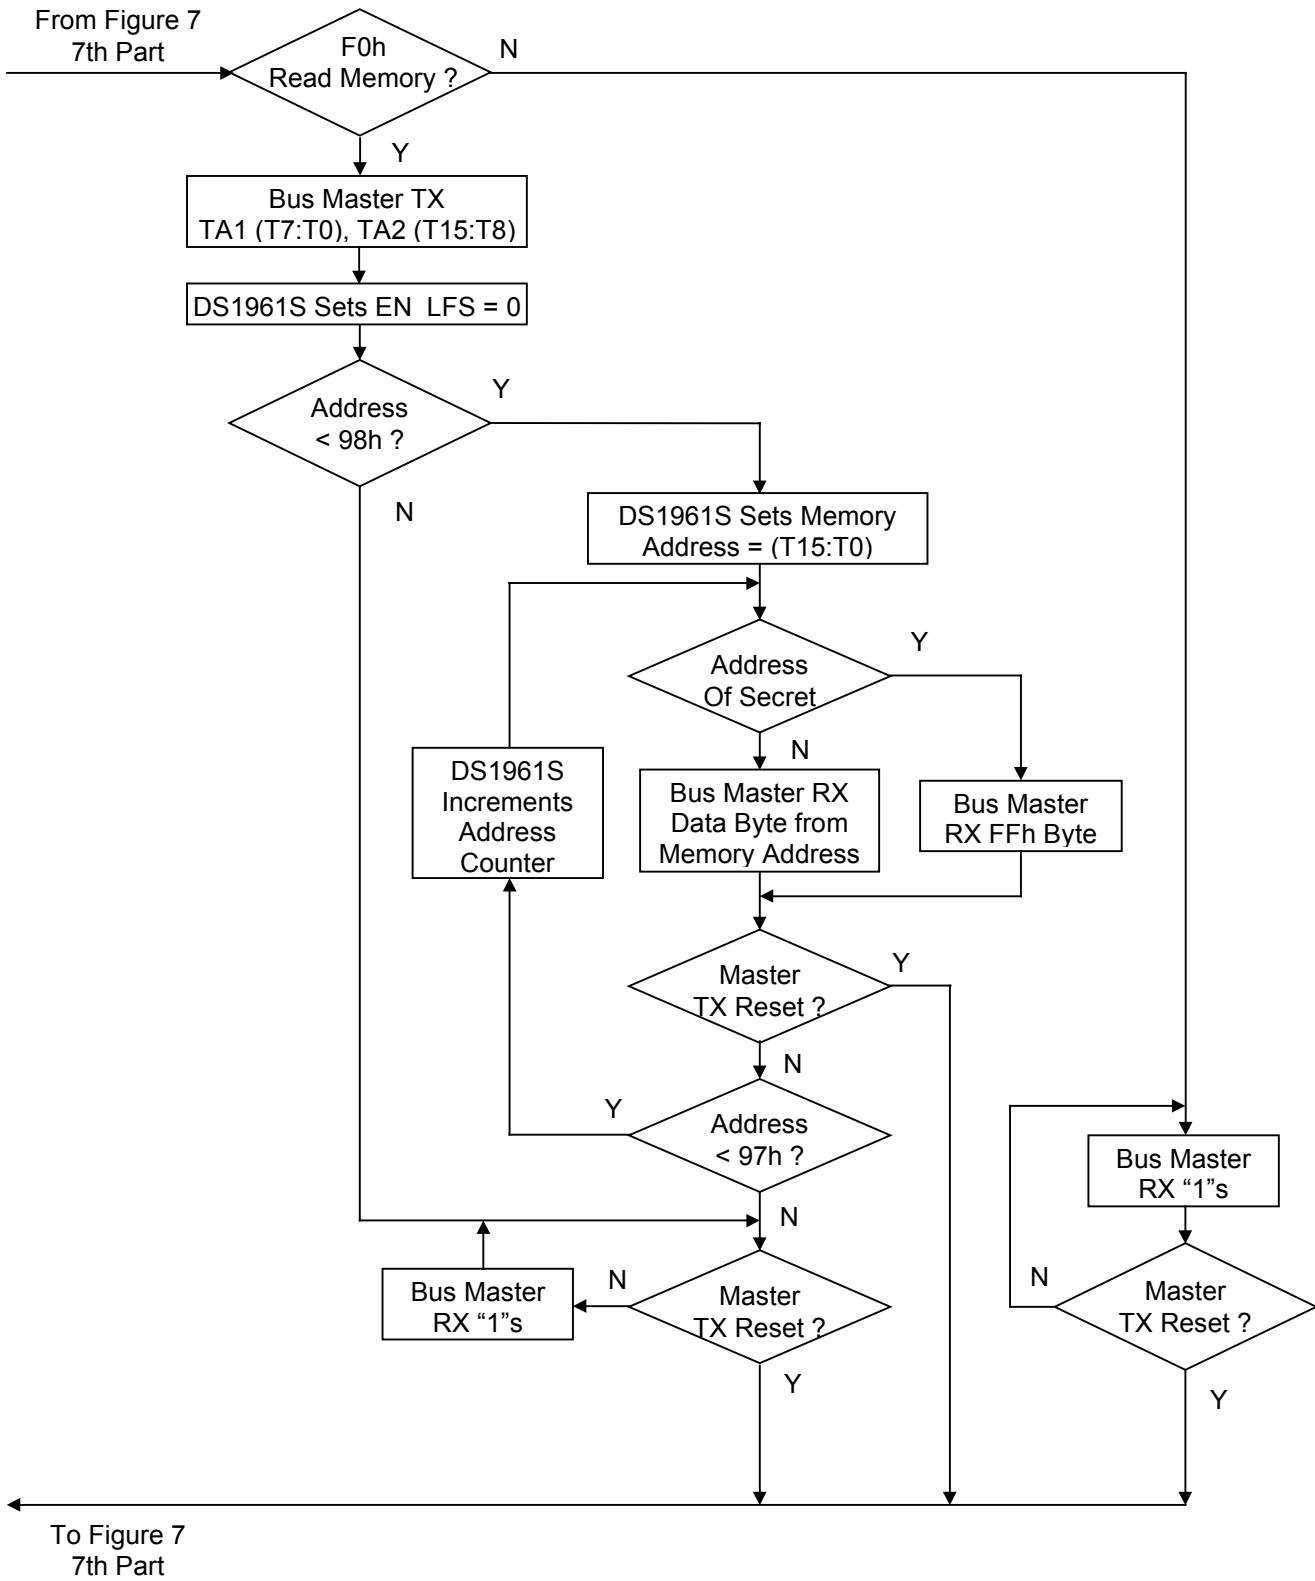 From Figure 7
7th Part
F0h
Read Memory ?
N
Y
Bus Master TX
TA1 (T7:T0), TA2 (T15:T8)
DS1961S Sets EN LFS = 0
Address
< 98h ?
Y
N
DS1961S Sets Memory
Address = (T15:T0)
Address
Of Secret
Y
N
DS1961S
Increments
Address
Counter
Bus Master RX
Data Byte from
Memory Address
Bus Master
RX FFh Byte
Master
TX Reset ?
Y
N
Address
< 97h ?
Y
N
Bus Master
RX “1”s
N
Master
TX Reset ?
Y
Bus Master
RX “1”s
N
Master
TX Reset ?
Y
To Figure 7
7th Part